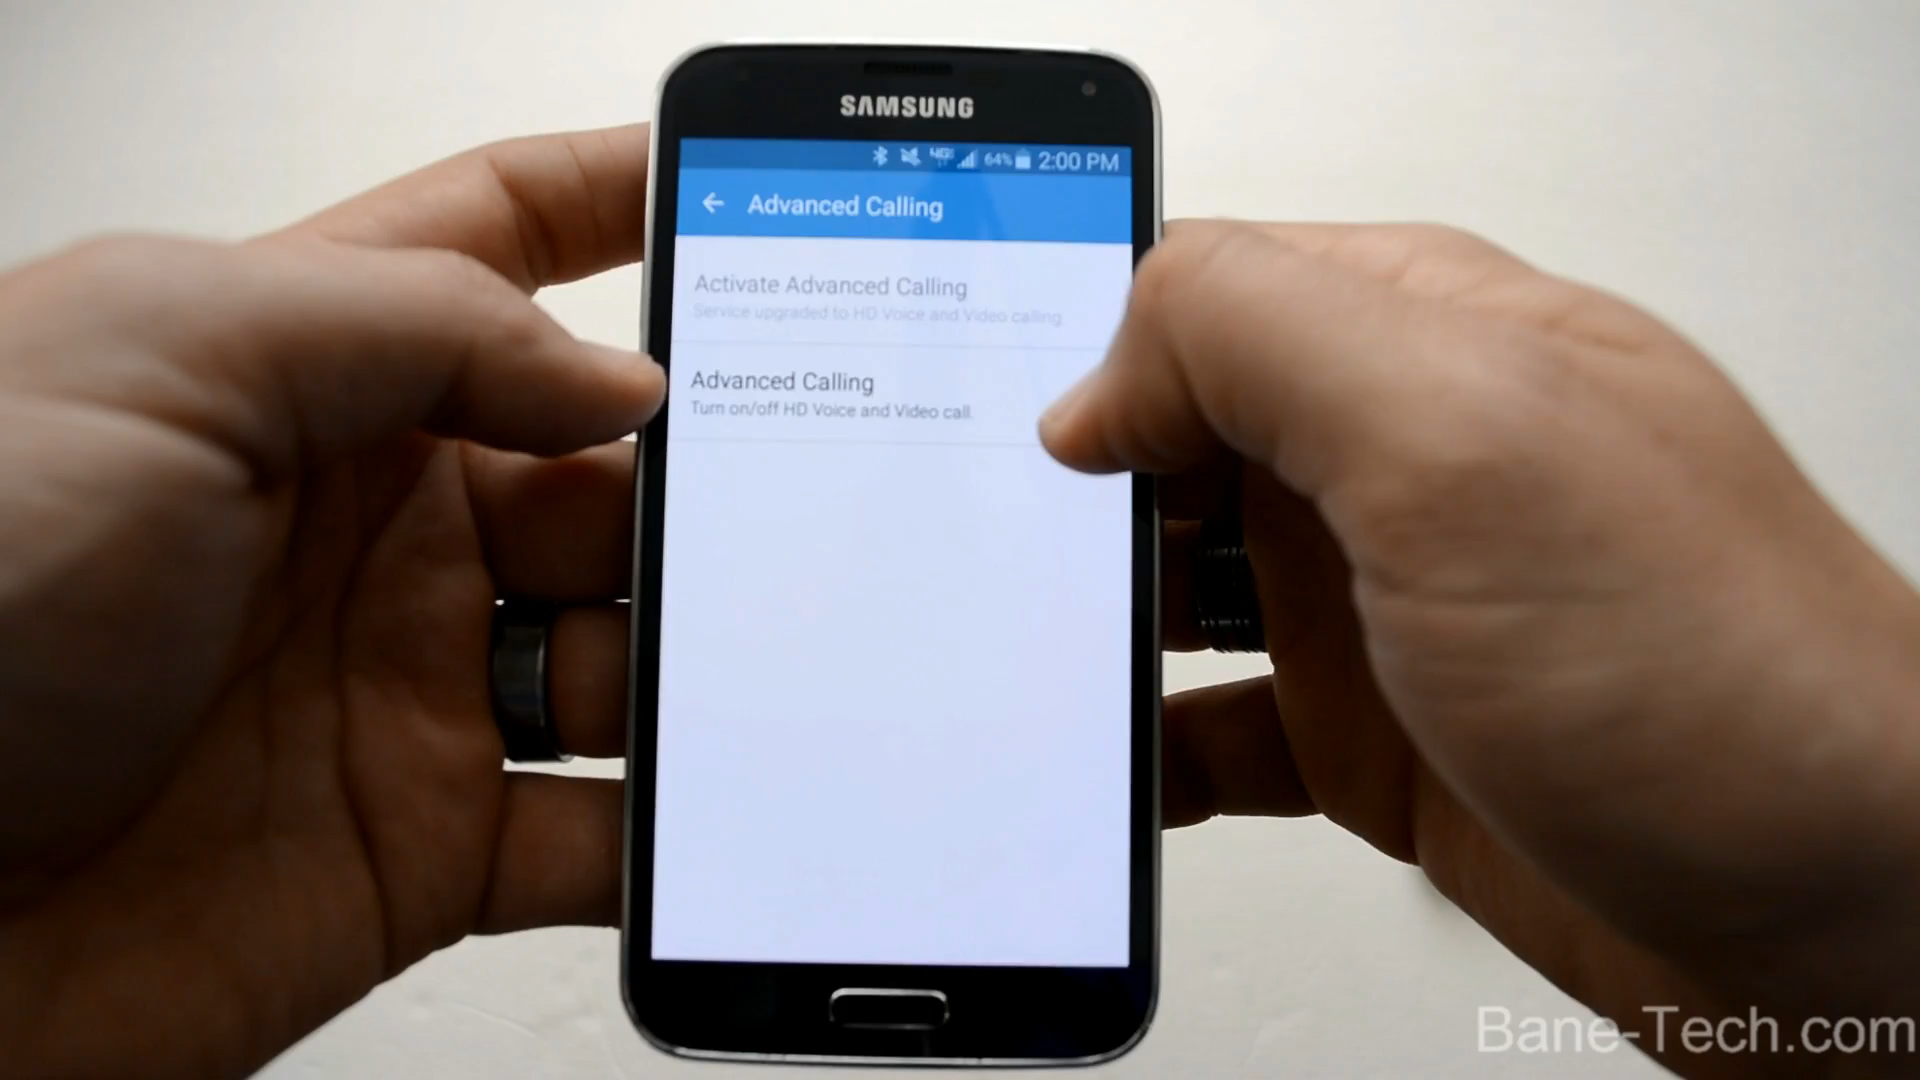 SAMSUNG
4G 64% 2:00 PM
Advanced Calling
Activate Advanced Calling
Service upgraded to HD Voice and Video calling
Advanced Calling
Turn on/off HD Voice and Video call.
Bane-Tech.com